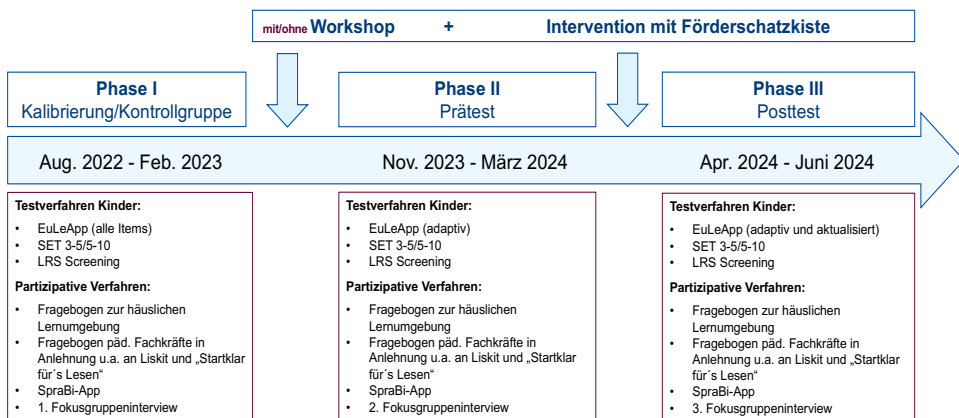 mit/ohne Workshop + Intervention mit Förderschatzkiste
Phase I
Kalibrierung/Kontrollgruppe
Phase II
Prätest
Phase III
Posttest
Aug. 2022 - Feb. 2023
Nov. 2023 - März 2024
Apr. 2024 - Juni 2024
Testverfahren Kinder:
• EuLeApp (alle Items)
• SET 3-5/5-10
• LRS Screening
Partizipative Verfahren:
• Fragebogen zur häuslichen
Lernumgebung
• Fragebogen päd. Fachkräfte in
Anlehnung u.a. an Liskit und „Startklar
für´s Lesen“
• SpraBi-App
• 1. Fokusgruppeninterview
Testverfahren Kinder:
• EuLeApp (adaptiv)
• SET 3-5/5-10
• LRS Screening
Partizipative Verfahren:
• Fragebogen zur häuslichen
Lernumgebung
• Fragebogen päd. Fachkräfte in
Anlehnung u.a. an Liskit und „Startklar
für´s Lesen“
• SpraBi-App
• 2. Fokusgruppeninterview
Testverfahren Kinder:
• EuLeApp (adaptiv und aktualisiert)
• SET 3-5/5-10
• LRS Screening
Partizipative Verfahren:
• Fragebogen zur häuslichen
Lernumgebung
• Fragebogen päd. Fachkräfte in
Anlehnung u.a. an Liskit und „Startklar
für´s Lesen“
• SpraBi-App
• 3. Fokusgruppeninterview